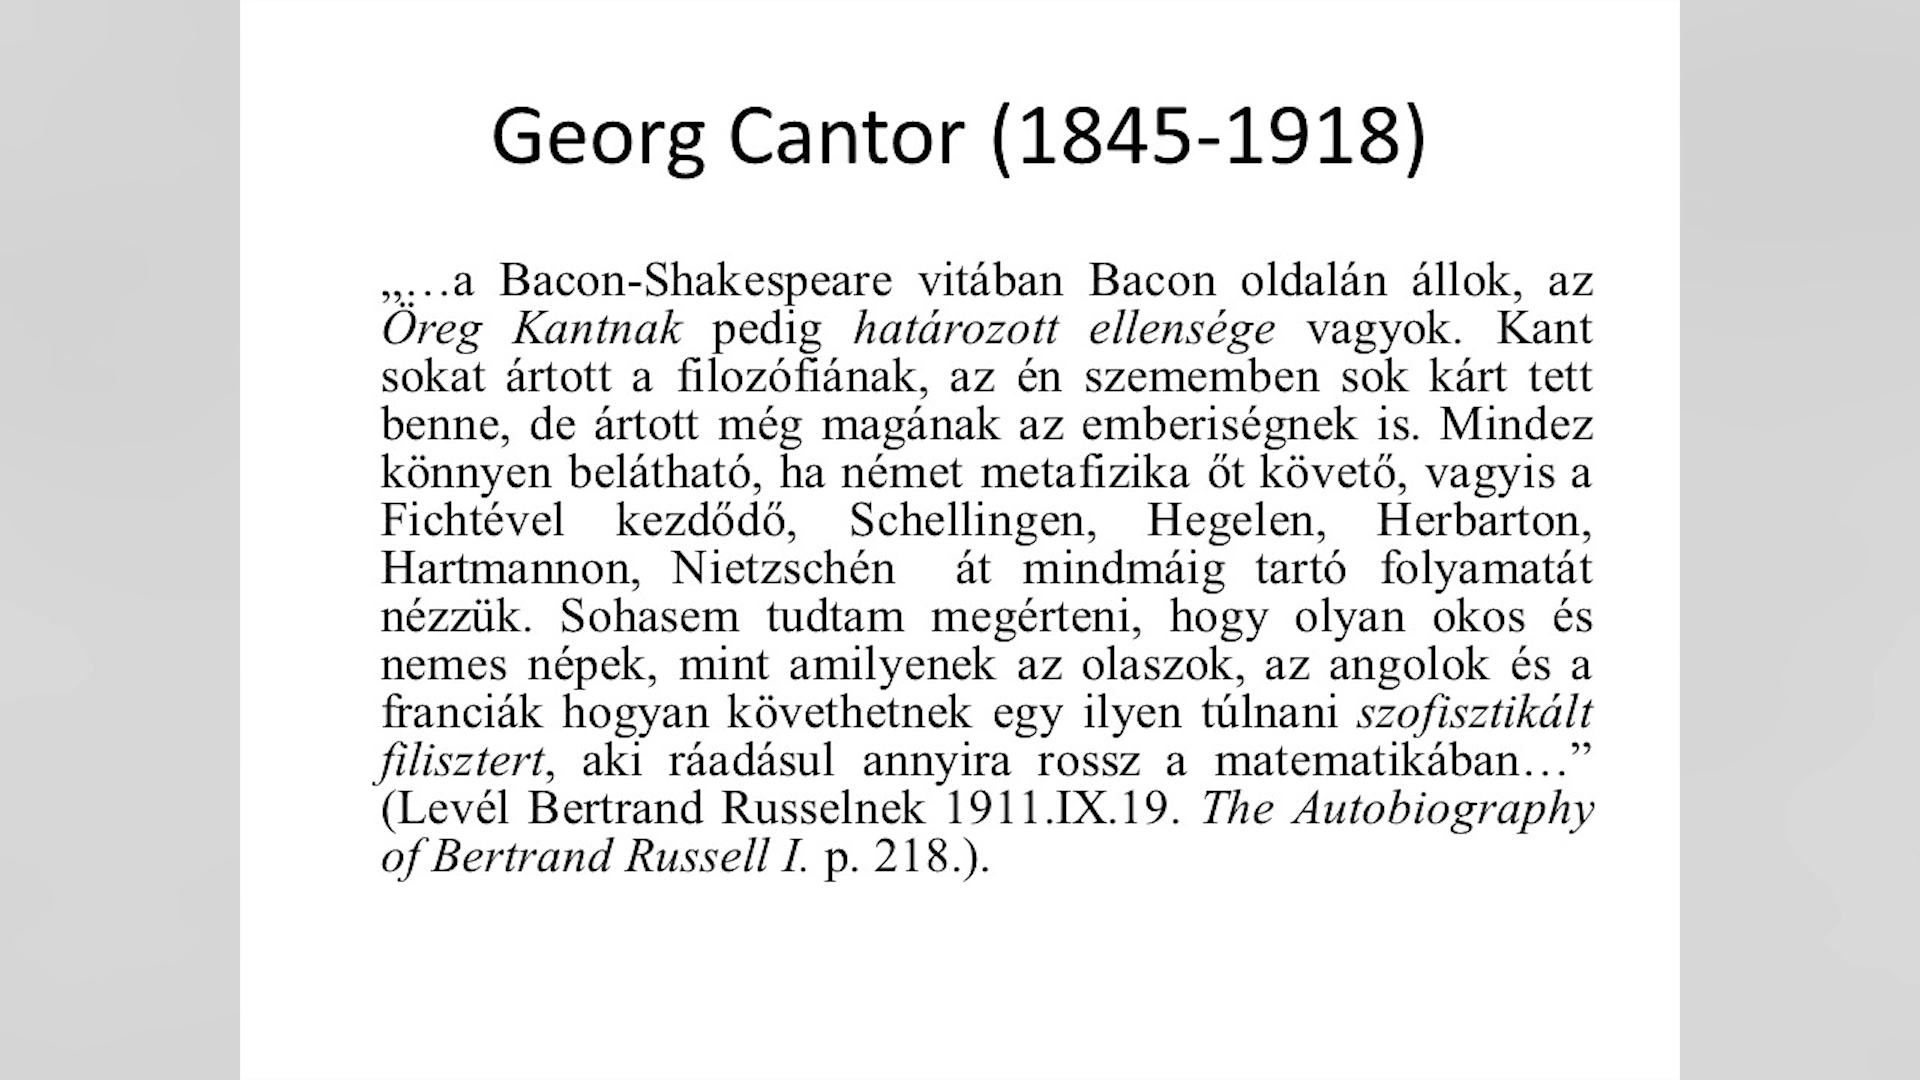 Georg Cantor (1845-1918)
„…a Bacon-Shakespeare vitában Bacon oldalán állok, az
Öreg Kantnak pedig határozott ellensége vagyok. Kant
sokat ártott a filozófiának, az én szememben sok kárt tett
benne, de ártott még magának az emberiségnek is. Mindez
könnyen belátható, ha német metafizika őt követő, vagyis a
Fichtével kezdődő, Schellingen, Hegelen, Herbarton,
Hartmannon, Nietzschén át mindmáig tartó folyamatát
nézzük. Sohasem tudtam megérteni, hogy olyan okos és
nemes népek, mint amilyenek az olaszok, az angolok és a
franciák hogyan követhetnek egy ilyen túlnani szofisztikált
filisztert, aki ráadásul annyira rossz a matematikában…”
(Levél Bertrand Russelnek 1911.IX.19. The Autobiography
of Bertrand Russell I. p. 218.).